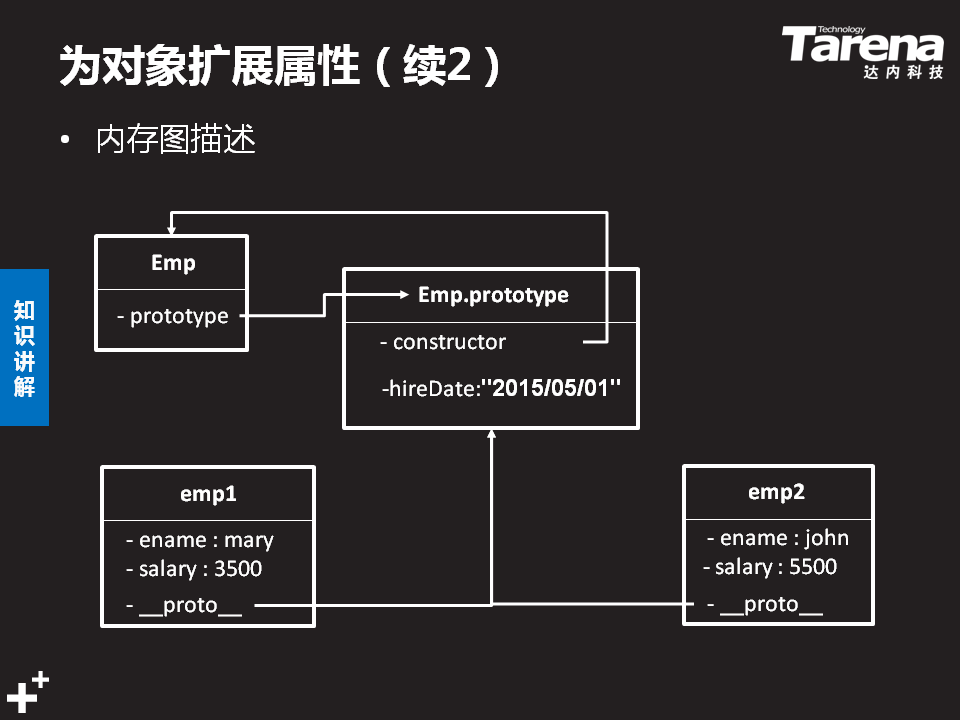 为对象扩展属性（续2）
Technology
Tarena
达内科技
• 内存图描述
Emp
- prototype
Emp.prototype
- constructor
-hireDate:"2015/05/01"
知识讲解
emp1
- ename : mary
- salary : 3500
- __proto__
emp2
- ename : john
- salary : 5500
- __proto__